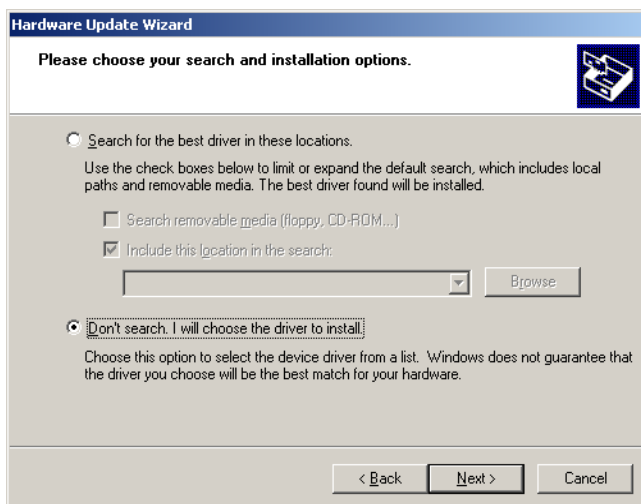 Hardware Update Wizard
Please choose your search and installation options.
Search for the best driver in these locations.
Use the check boxes below to limit or expand the default search, which includes local
paths and removable media. The best driver found will be installed.
Search removable media (floppy, CD-ROM...)
Include this location in the search:
Browse
Don't search. I will choose the driver to install.
Choose this option to select the device driver from a list. Windows does not guarantee that
the driver you choose will be the best match for your hardware.
< Back Next > Cancel